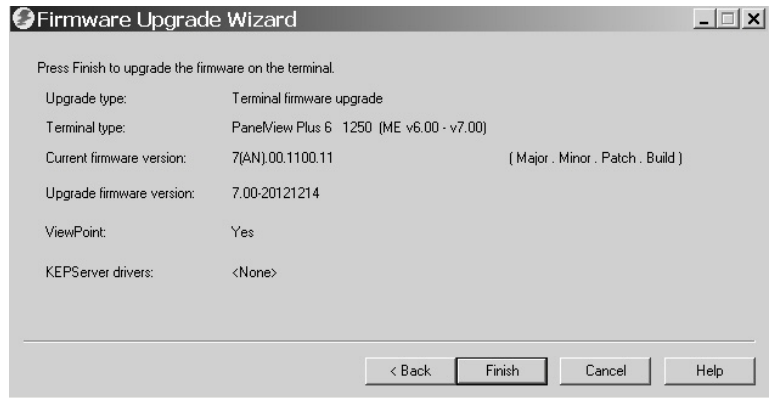 Firmware Upgrade Wizard
Press Finish to upgrade the firmware on the terminal.
Upgrade type: Terminal firmware upgrade
Terminal type: PanelView Plus 6 1250 (ME v6.00 - v7.00)
Current firmware version: 7(AN).00.1100.11 ( Major . Minor . Patch . Build )
Upgrade firmware version: 7.00-20121214
ViewPoint: Yes
KEPServer drivers: <None>
< Back Finish Cancel Help